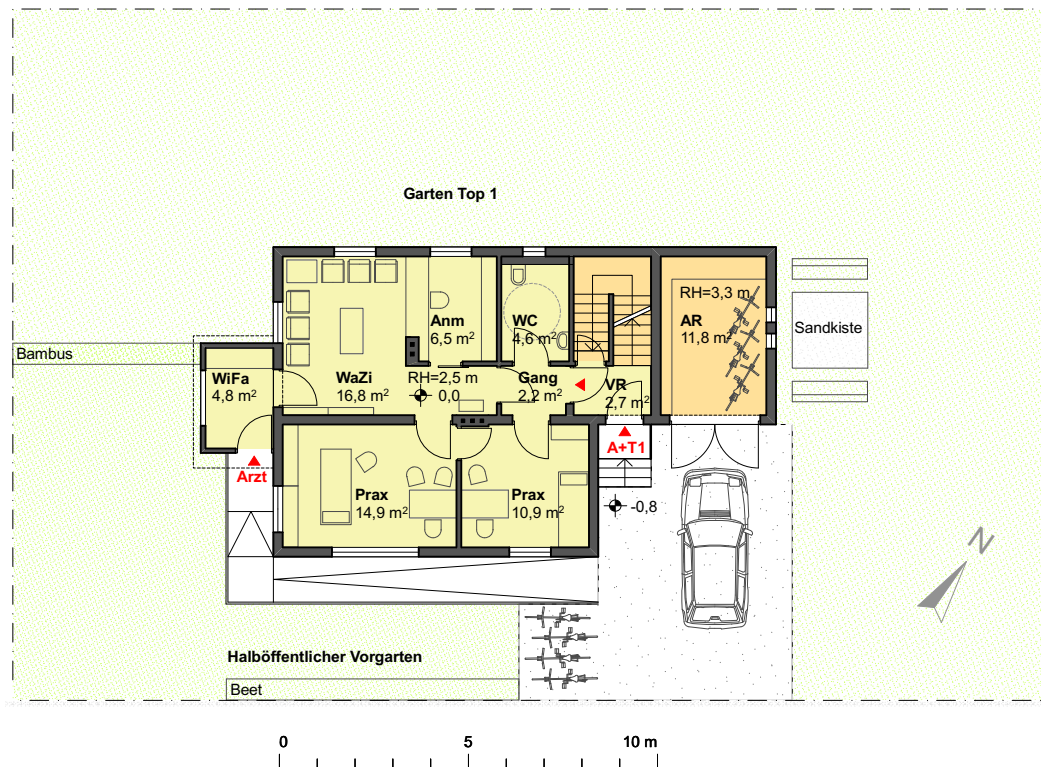 Garten Top 1
RH=3,3 m
Anm
6,5 m²
WC
4,6 m²
AR
11,8 m²
Sandkiste
Bambus
WiFa
4,8 m²
WaZi
16,8 m²
RH=2,5 m
0,0
Gang
2,2 m²
VR
2,7 m²
Arzt
A+T1
Prax
14,9 m²
Prax
10,9 m²
-0,8
N
Halböffentlicher Vorgarten
Beet
0 5 10 m